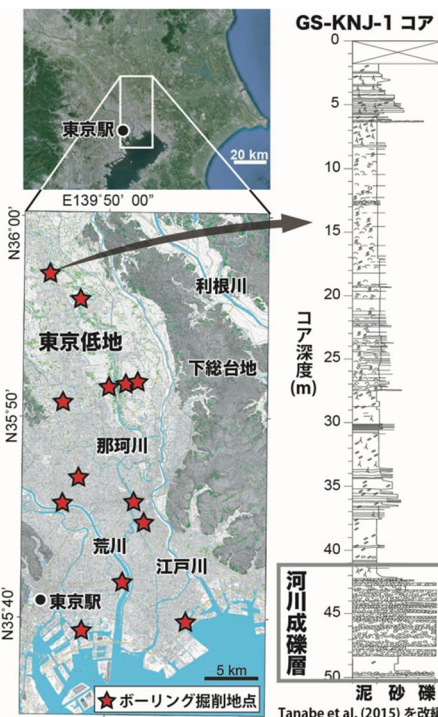 GS-KNJ-1 コア
東京駅
20 km
E139°50' 00"
N36°00'
利根川
東京低地
下総台地
N35°50'
那珂川
荒川
江戸川
東京駅
N35°40'
5 km
★ボーリング掘削地点
0
5
10
15
20
25
30
35
40
45
50
コア深度
(m)
河川成礫層
泥 砂 礫
Tanabe et al. (2015) を改編